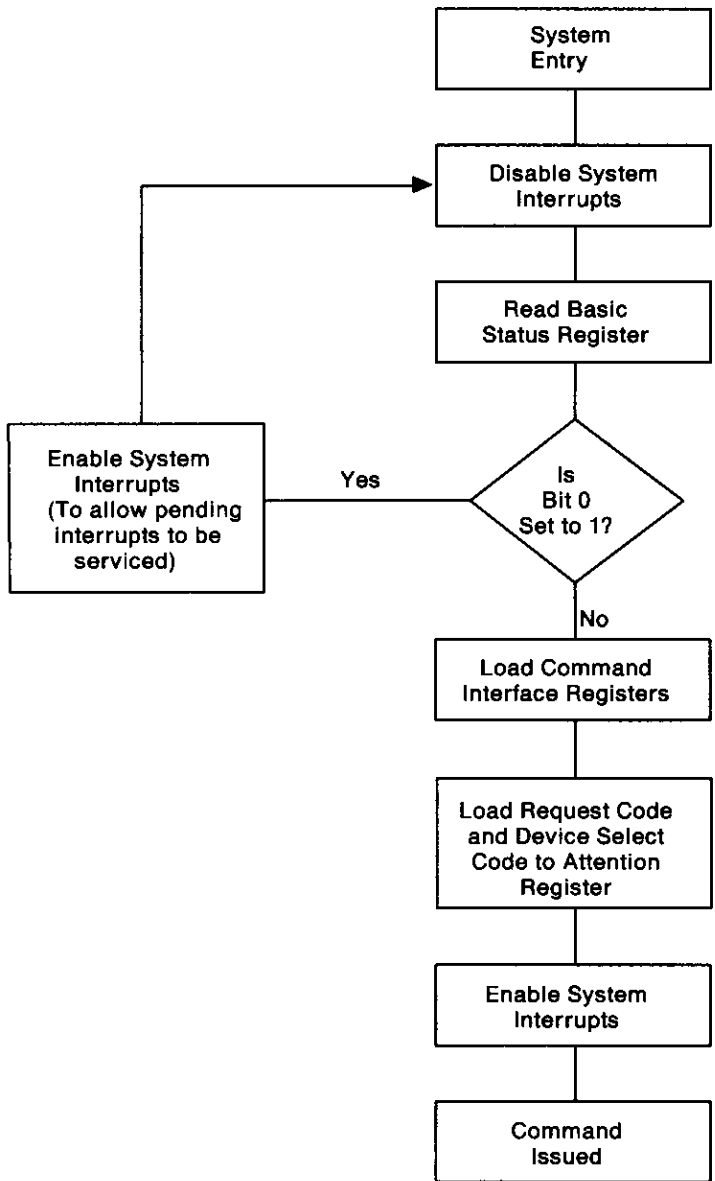 System
Entry
Disable System
Interrupts
Read Basic
Status Register
Is
Bit 0
Set to 1?
Yes
Enable System
Interrupts
(To allow pending
interrupts to be
serviced)
No
Load Command
Interface Registers
Load Request Code
and Device Select
Code to Attention
Register
Enable System
Interrupts
Command
Issued